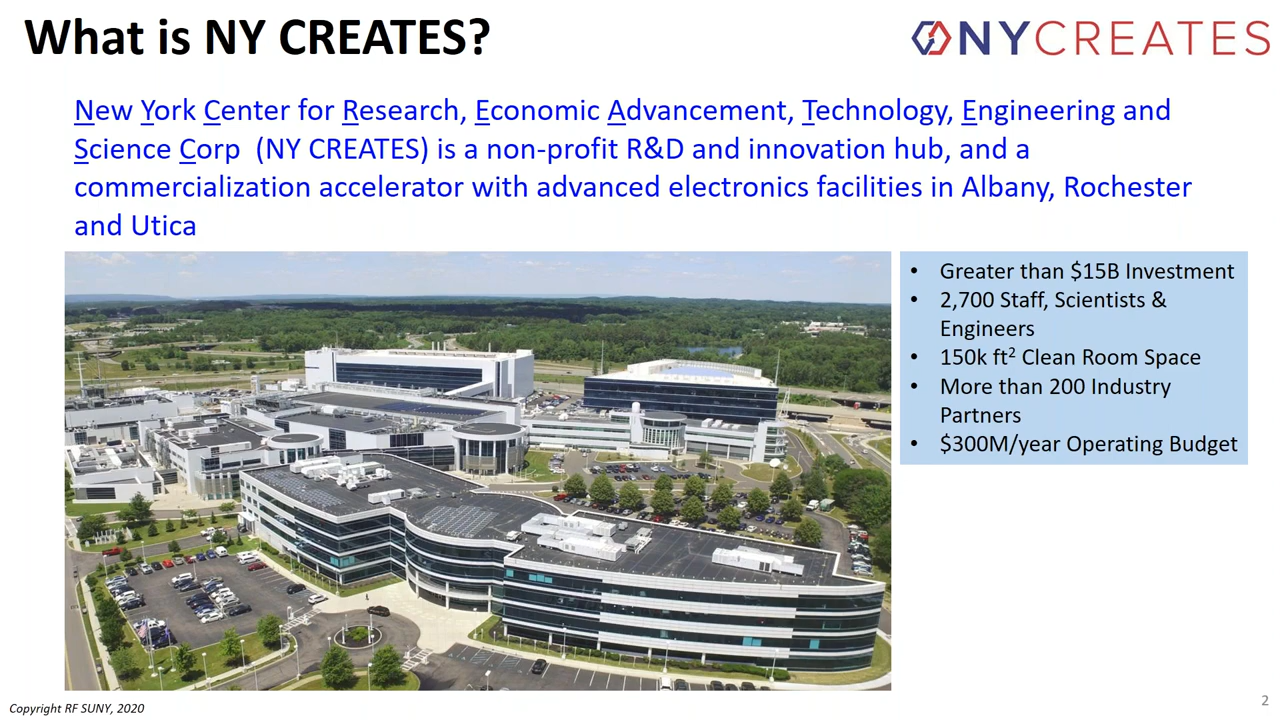 What is NY CREATES?
NYCREATES
New York Center for Research, Economic Advancement, Technology, Engineering and
Science Corp (NY CREATES) is a non-profit R&D and innovation hub, and a
commercialization accelerator with advanced electronics facilities in Albany, Rochester
and Utica
• Greater than $15B Investment
• 2,700 Staff, Scientists &
Engineers
• 150k ft² Clean Room Space
• More than 200 Industry
Partners
• $300M/year Operating Budget
Copyright RF SUNY, 2020
2